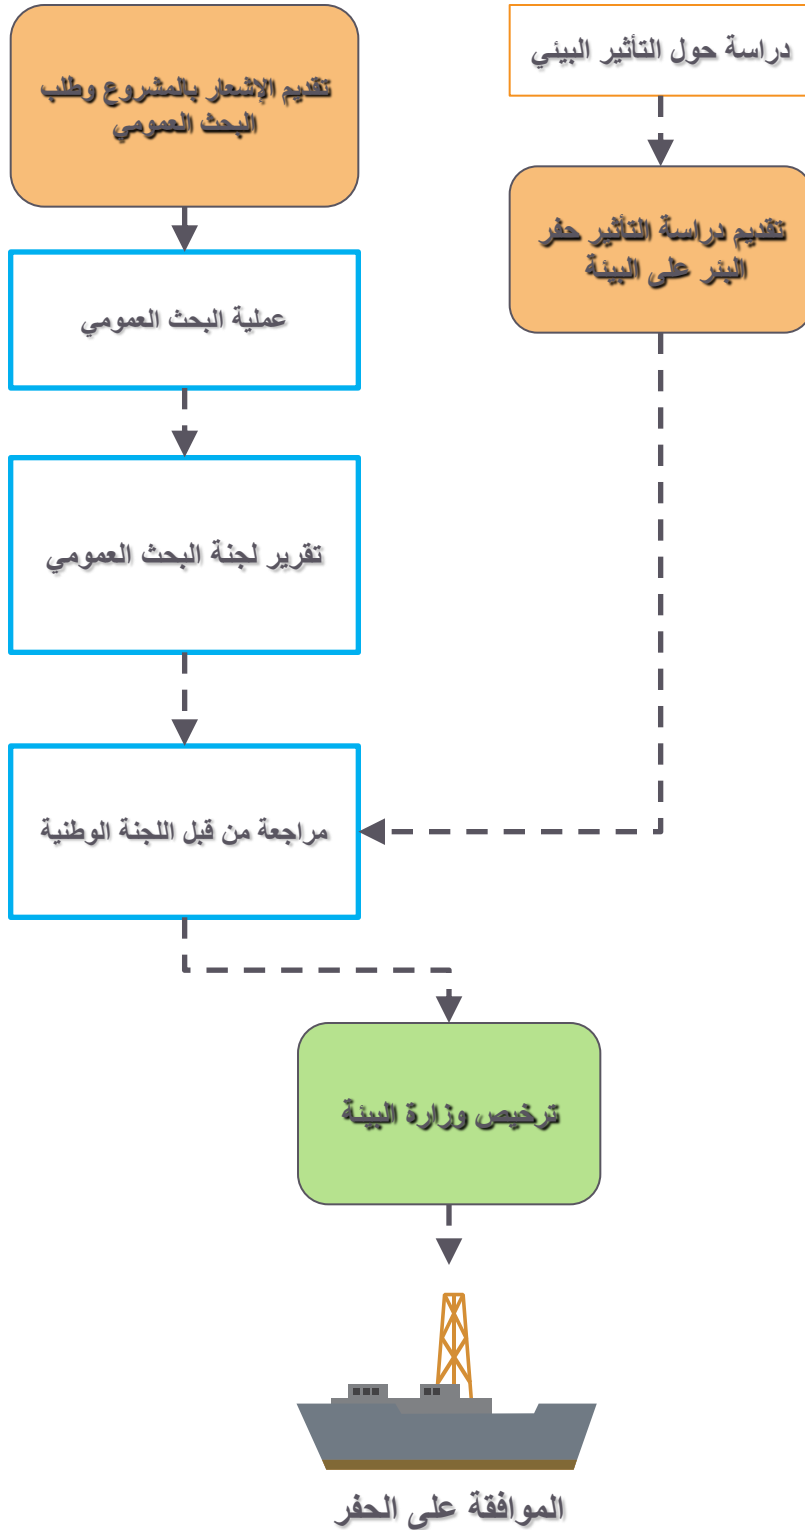 دراسة حول التأثير البيئي
تقديم دراسة التأثير حفر
البئر على البيئة
تقديم الإشعار بالمشروع وطلب
البحث العمومي
عملية البحث العمومي
تقرير لجنة البحث العمومي
مراجعة من قبل اللجنة الوطنية
ترخيص وزارة البيئة
الموافقة على الحفر